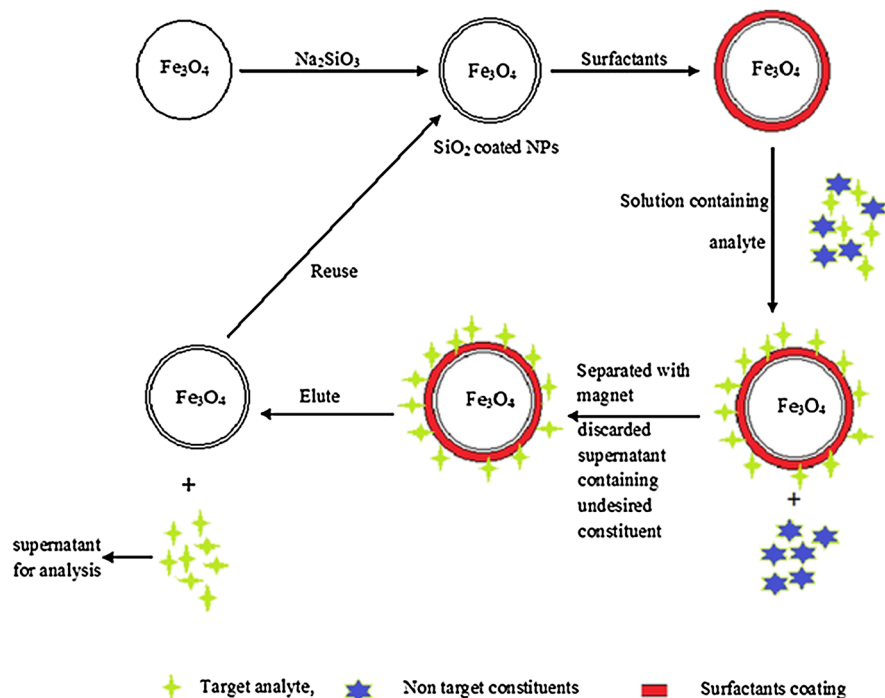 Fe₃O₄
Na₂SiO₃
Fe₃O₄
SiO₂ coated NPs
Surfactants
Fe₃O₄
Solution containing
analyte
Reuse
Fe₃O₄
Elute
Fe₃O₄
Separated with
magnet
discarded
supernatant
containing
undesired
constituent
Fe₃O₄
+
+
supernatant
for analysis
Target analyte,
Non target constituents
Surfactants coating